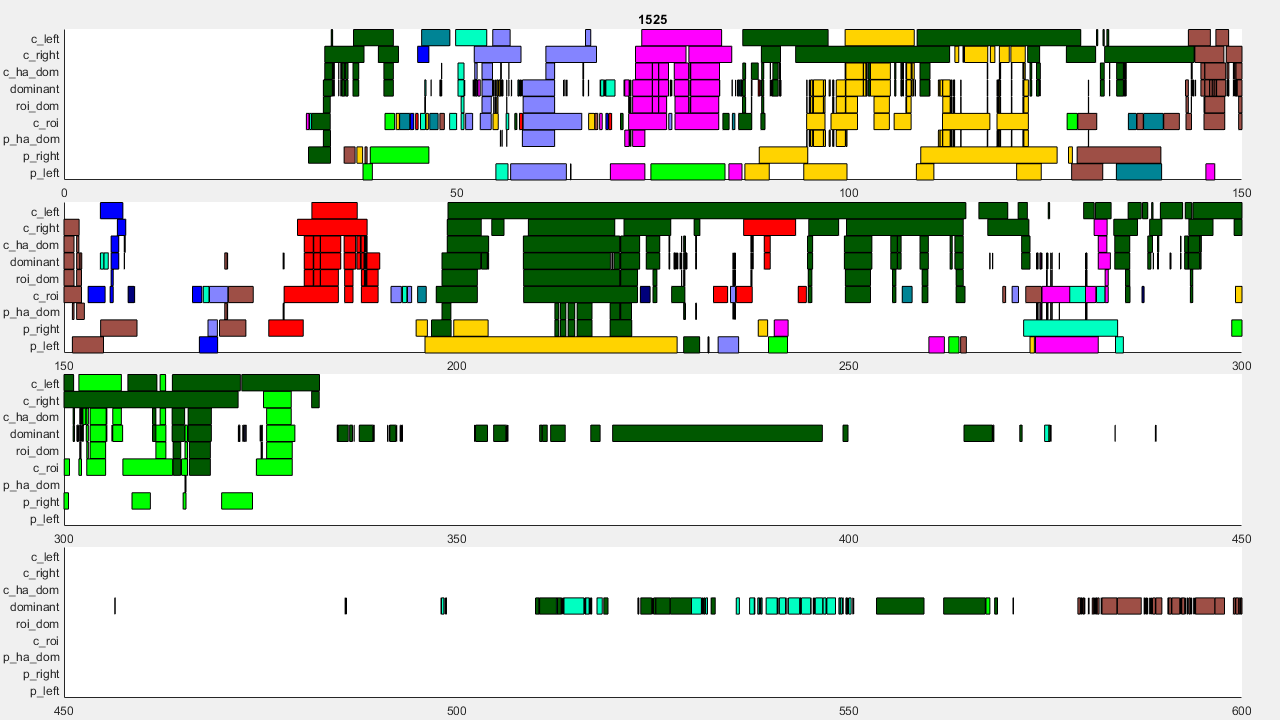 1525
c_left
c_right
c_ha_dom
dominant
roi_dom
c_roi
p_ha_dom
p_right
p_left
0 50 100 150
c_left
c_right
c_ha_dom
dominant
roi_dom
c_roi
p_ha_dom
p_right
p_left
150 200 250 300
c_left
c_right
c_ha_dom
dominant
roi_dom
c_roi
p_ha_dom
p_right
p_left
300 350 400 450
c_left
c_right
c_ha_dom
dominant
roi_dom
c_roi
p_ha_dom
p_right
p_left
450 500 550 600